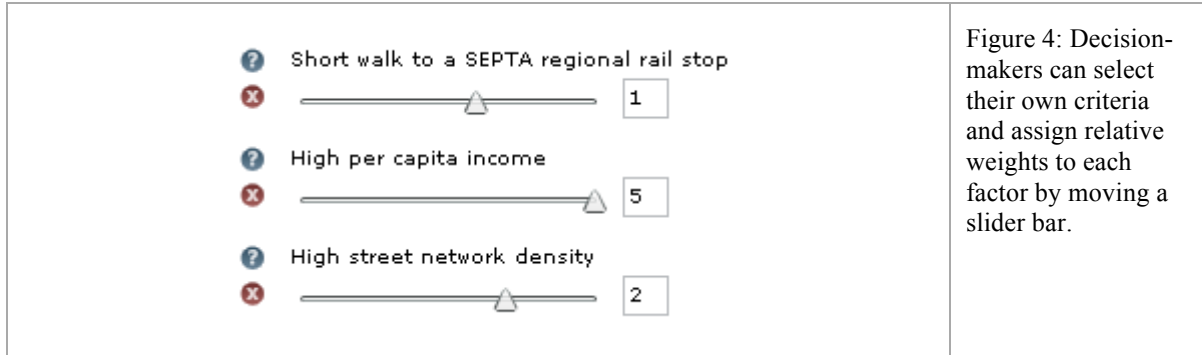 Short walk to a SEPTA regional rail stop
1
High per capita income
5
High street network density
2
Figure 4: Decision-
makers can select
their own criteria
and assign relative
weights to each
factor by moving a
slider bar.